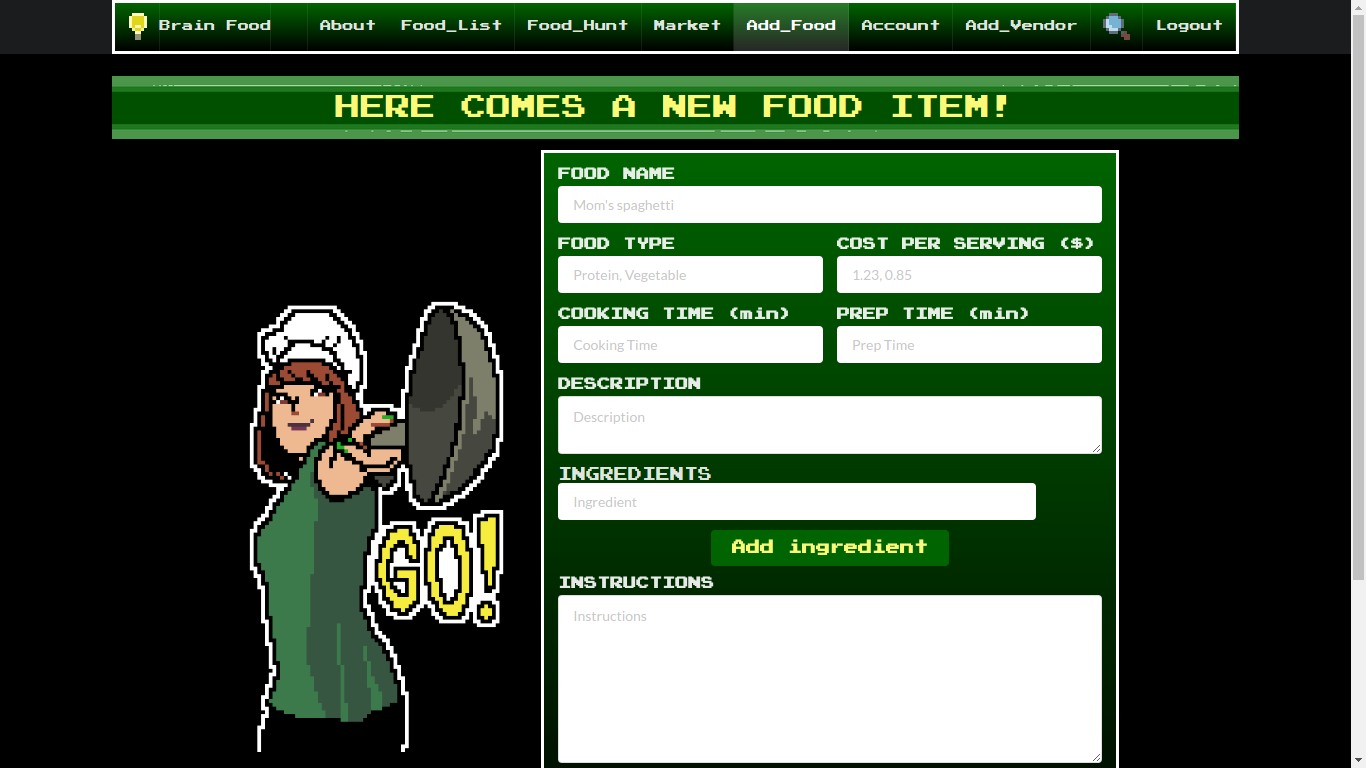 Brain Food About Food_List Food_Hunt Market Add_Food Account Add_Vendor Logout
HERE COMES A NEW FOOD ITEM!
FOOD NAME
Mom's spaghetti
FOOD TYPE COST PER SERVING ($)
Protein, Vegetable 1.23, 0.85
COOKING TIME (min) PREP TIME (min)
Cooking Time Prep Time
DESCRIPTION
Description
INGREDIENTS
Ingredient
GO!
Add ingredient
INSTRUCTIONS
Instructions